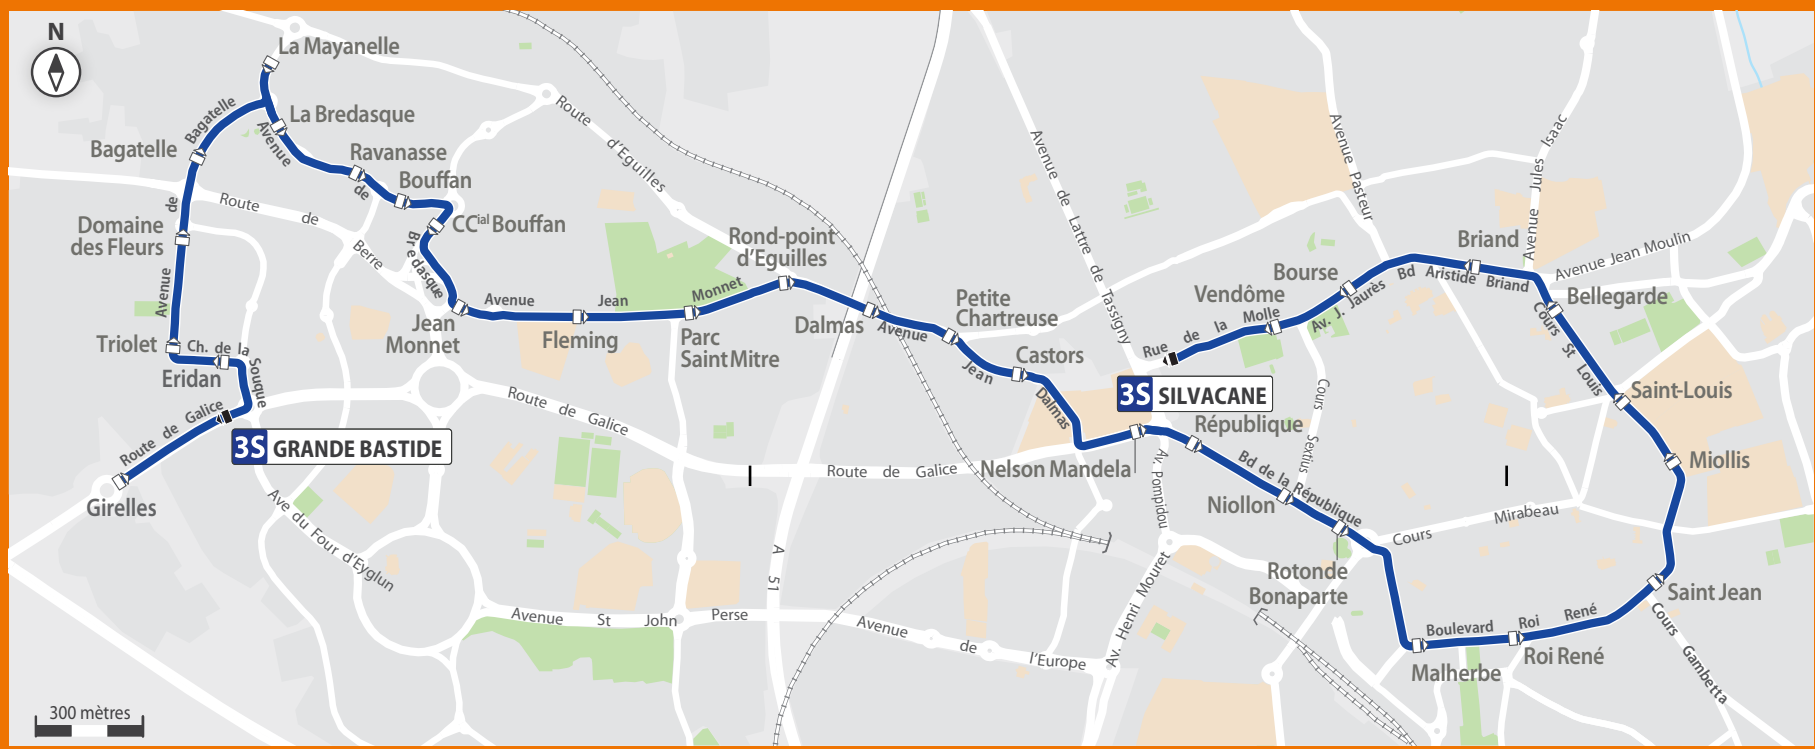 N
La Mayanelle
Bagatelle
La Bredasque
Avenue
Bagatelle
Ravanasse
de
Bouffan
de
Route de
Berre
CCial Bouffan
Bredasque
Domaine
des Fleurs
Avenue
Triolet
Ch. de la
Souque
Eridan
Route de Galice
3S GRANDE BASTIDE
Girelles
Jean
Monnet
Avenue Jean Monnet
Fleming
Parc
Saint Mitre
Route
d'Eguilles
Rond-point
d'Eguilles
Dalmas
Avenue
Jean
Dalmas
Petite
Chartreuse
Castors
Avenue de Lattre de Tassigny
Nelson Mandela
Route de Galice
Route de Galice
Ave du Four d'Eyglun
Avenue St John Perse
Avenue de l'Europe
A 51
Av. Henri Mouret
Av. Pompidou
3S SILVACANE
Rue de la Molle
Vendôme
Bourse
Av. J. Jaurès
Avenue Pasteur
Bd Aristide Briand
Briand
Avenue Jules Isaac
Avenue Jean Moulin
Bellegarde
Cours St Louis
Saint-Louis
Miollis
Cours Sextius
République
Bd de la République
Niollon
Rotonde
Bonaparte
Cours Mirabeau
Saint Jean
Cours Gambetta
Boulevard Roi René
Malherbe
Roi René
300 mètres